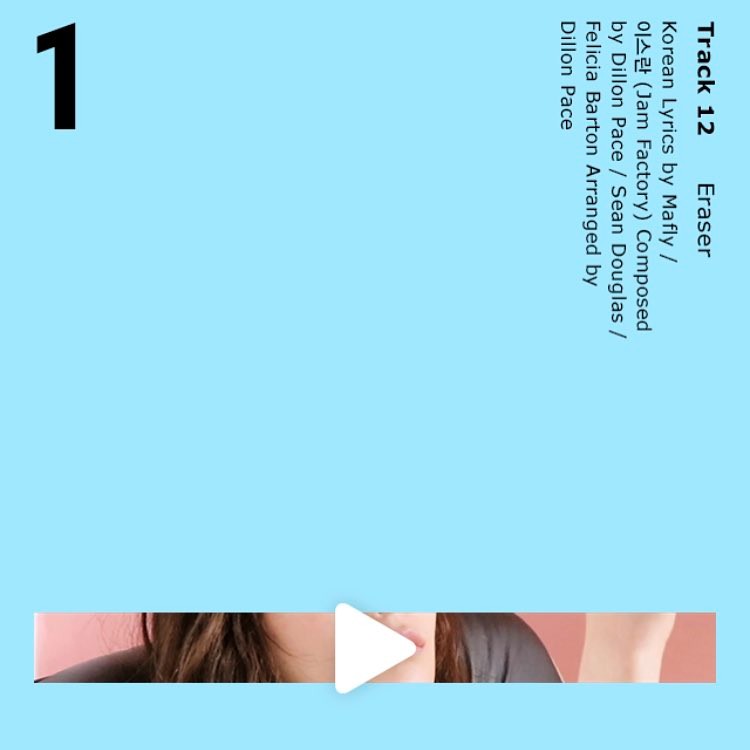 1
Track 12 Eraser
Korean Lyrics by Mafly /
이스란 (Jam Factory) Composed
by Dillon Pace / Sean Douglas /
Felicia Barton Arranged by
Dillon Pace